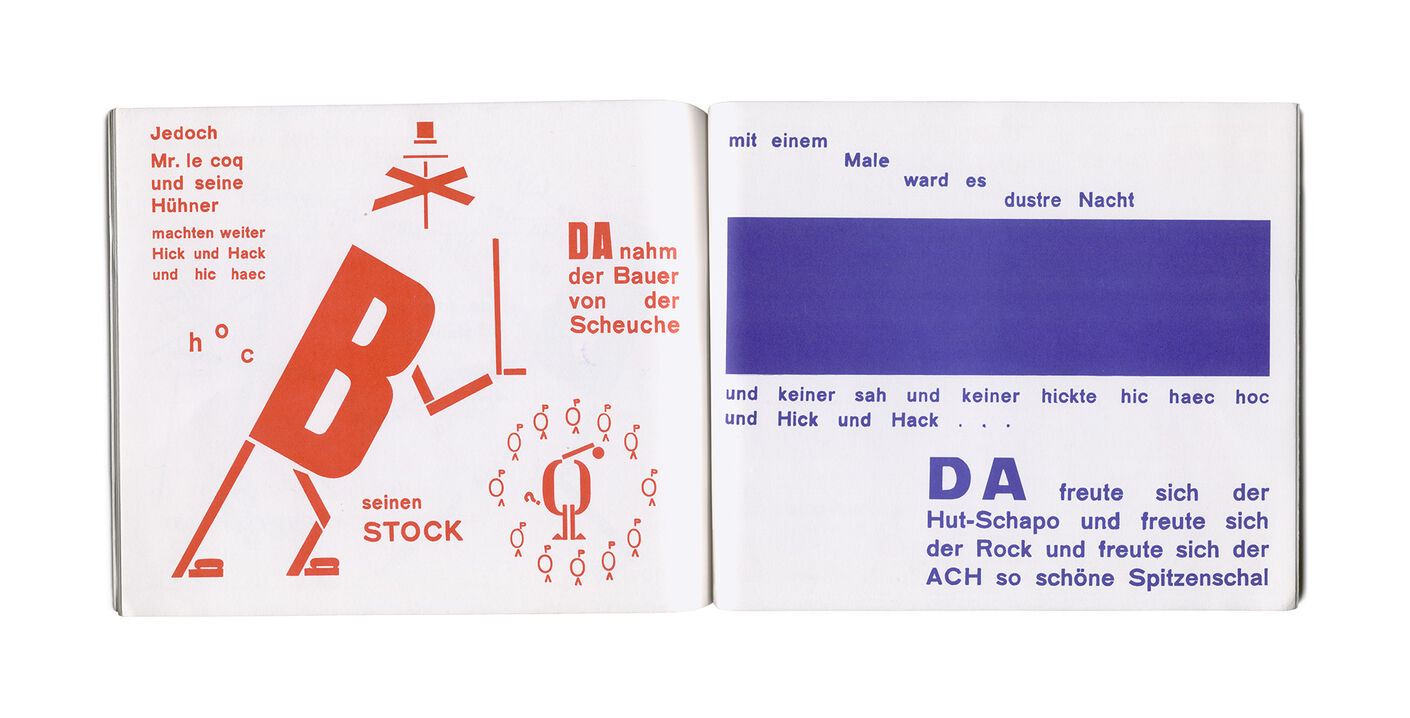 Jedoch
Mr. le coq
und seine
Hühner
machten weiter
Hick und Hack
und hic haec
hoc
B
DA nahm
der Bauer
von der
Scheuche
seinen
STOCK
mit einem
Male
ward es
dustre Nacht
und keiner sah und keiner hickte hic haec hoc
und Hick und Hack . . .
DA freute sich der
Hut-Schapo und freute sich
der Rock und freute sich der
ACH so schöne Spitzenschal